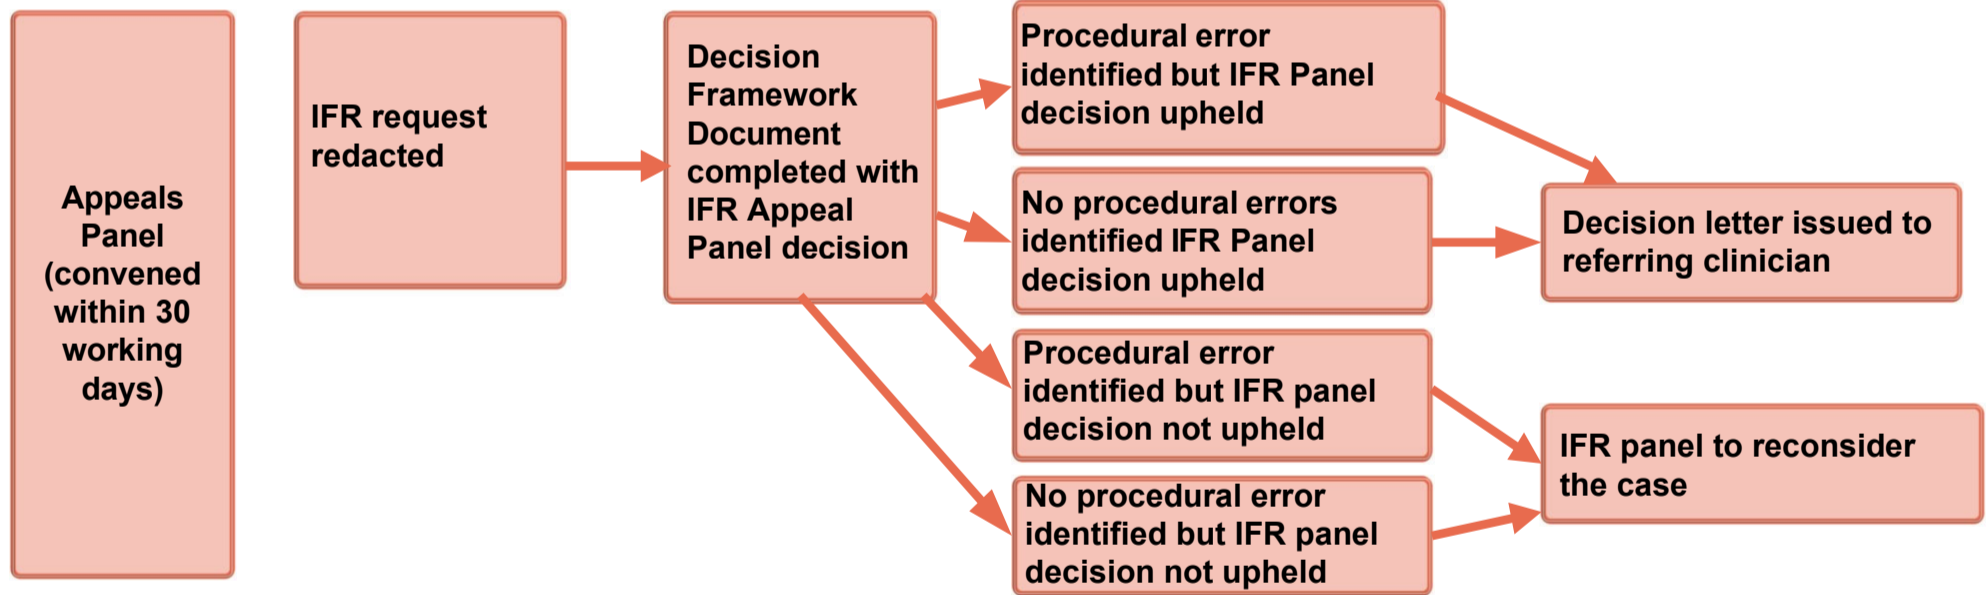 Appeals
Panel
(convened
within 30
working
days)
IFR request
redacted
Decision
Framework
Document
completed with
IFR Appeal
Panel decision
Procedural error
identified but IFR Panel
decision upheld
No procedural errors
identified IFR Panel
decision upheld
Procedural error
identified but IFR panel
decision not upheld
No procedural error
identified but IFR panel
decision not upheld
Decision letter issued to
referring clinician
IFR panel to reconsider
the case